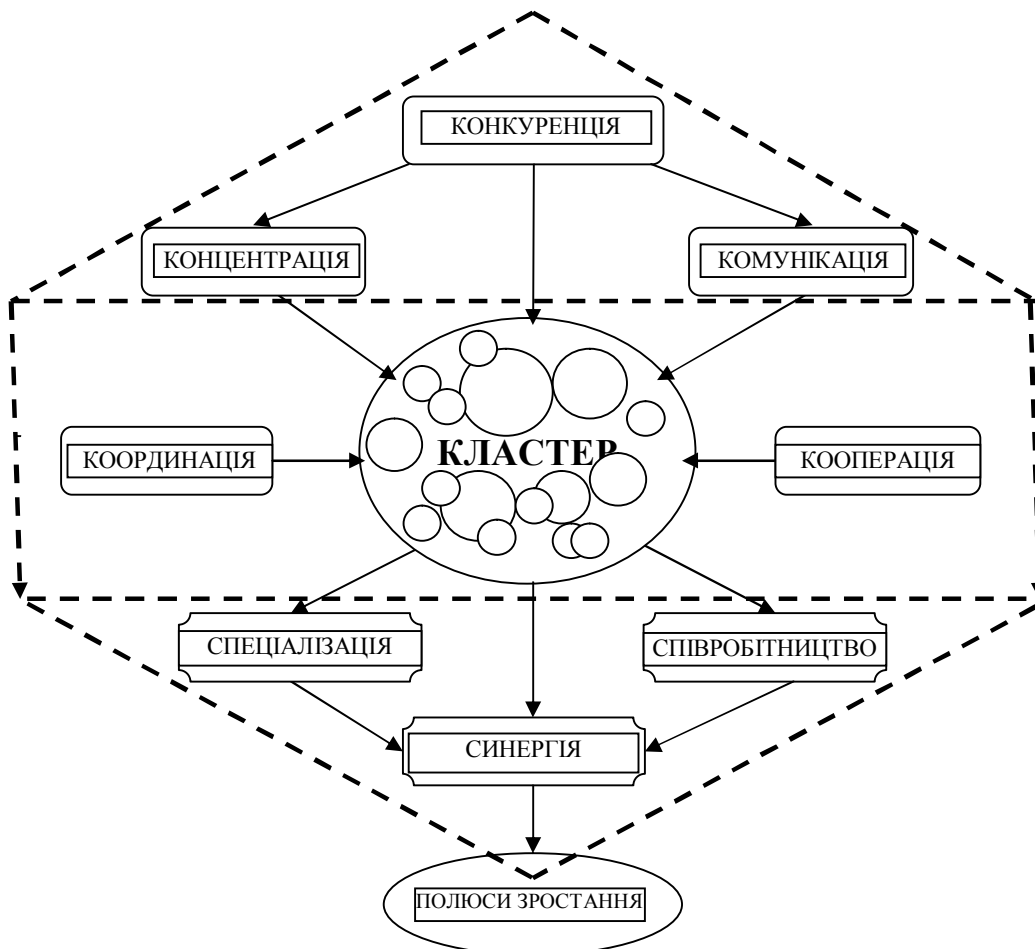 КОНКУРЕНЦІЯ
КОНЦЕНТРАЦІЯ
КОМУНІКАЦІЯ
КООРДИНАЦІЯ
КЛАСТЕР
КООПЕРАЦІЯ
СПЕЦІАЛІЗАЦІЯ
СПІВРОБІТНИЦТВО
СИНЕРГІЯ
ПОЛЮСИ ЗРОСТАННЯ